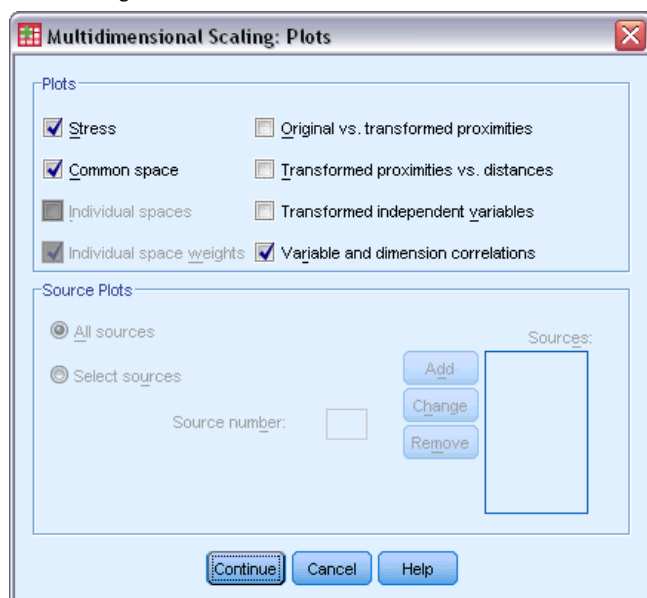 Multidimensional Scaling: Plots
Plots
Stress
Original vs. transformed proximities
Common space
Transformed proximities vs. distances
Individual spaces
Transformed independent variables
Individual space weights
Variable and dimension correlations
Source Plots
All sources
Sources:
Select sources
Add
Change
Source number:
Remove
Continue
Cancel
Help